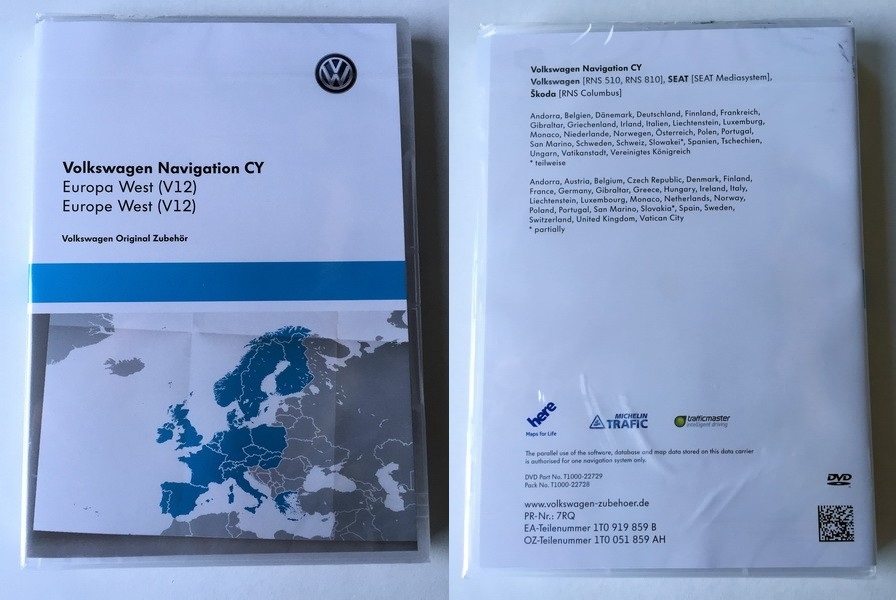 Volkswagen Navigation CY
Europa West (V12)
Europe West (V12)
Volkswagen Original Zubehör
Volkswagen Navigation CY
Volkswagen [RNS 510, RNS 810], SEAT [SEAT Mediasystem],
Škoda [RNS Columbus]
Andorra, Belgien, Dänemark, Deutschland, Finnland, Frankreich,
Gibraltar, Griechenland, Irland, Italien, Liechtenstein, Luxemburg,
Monaco, Niederlande, Norwegen, Österreich, Polen, Portugal,
San Marino, Schweden, Schweiz, Slowakei*, Spanien, Tschechien,
Ungarn, Vatikanstadt, Vereinigtes Königreich
* teilweise
Andorra, Austria, Belgium, Czech Republic, Denmark, Finland,
France, Germany, Gibraltar, Greece, Hungary, Ireland, Italy,
Liechtenstein, Luxembourg, Monaco, Netherlands, Norway,
Poland, Portugal, San Marino, Slovakia*, Spain, Sweden,
Switzerland, United Kingdom, Vatican City
* partially
here
Maps for Life
MICHELIN
TRAFIC
trafficmaster
intelligent driving
The parallel use of the software, database and map data stored on this data carrier
is authorised for one navigation system only.
DVD Part No. T1000-22729
Pack No. T1000-22728
DVD
www.volkswagen-zubehoer.de
PR-Nr.: 7RQ
EA-Teilenummer 1T0 919 859 B
OZ-Teilenummer 1T0 051 859 AH